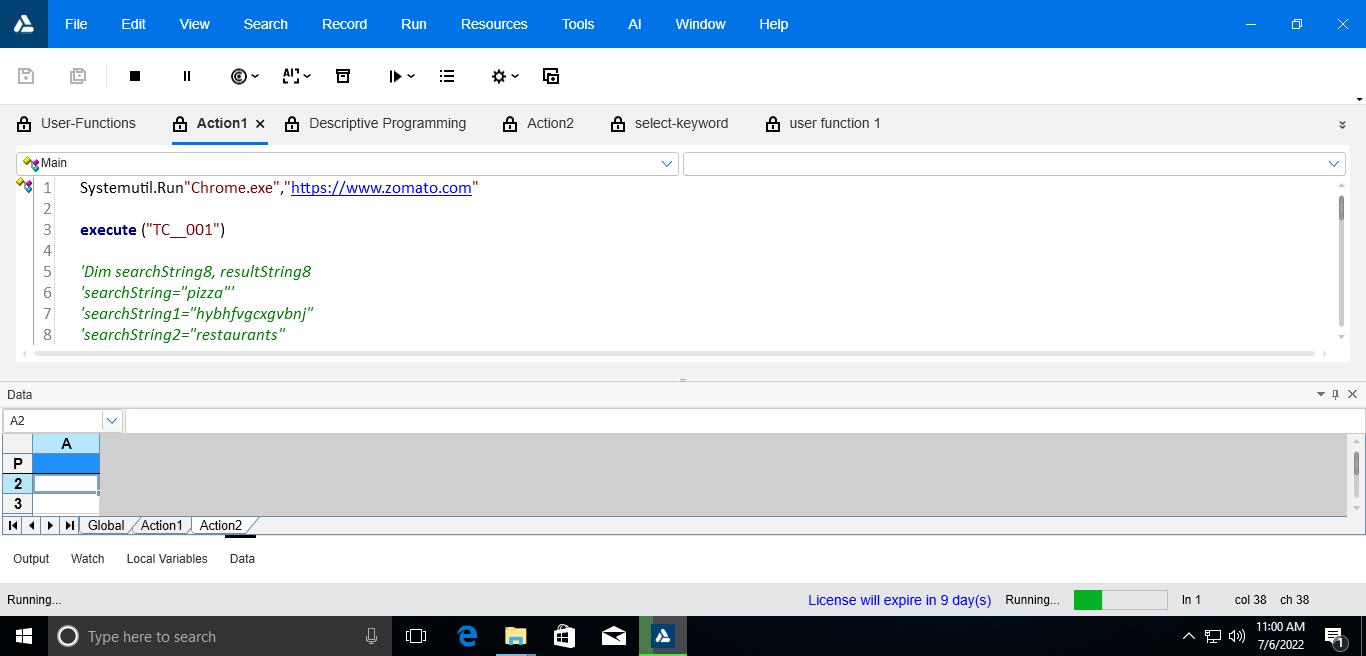 File Edit View Search Record Run Resources Tools AI Window Help
User-Functions Action1 Descriptive Programming Action2 select-keyword user function 1
Main
1 Systemutil.Run"Chrome.exe","https://www.zomato.com"
2
3 execute ("TC__001")
4
5 'Dim searchString8, resultString8
6 'searchString="pizza"'
7 'searchString1="hybhfvgcxgvbnj"
8 'searchString2="restaurants"
Data
A2
A
P
2
3
Global Action1 Action2
Output Watch Local Variables Data
Running... License will expire in 9 day(s) Running... ln 1 col 38 ch 38
Type here to search 11:00 AM
7/6/2022 1